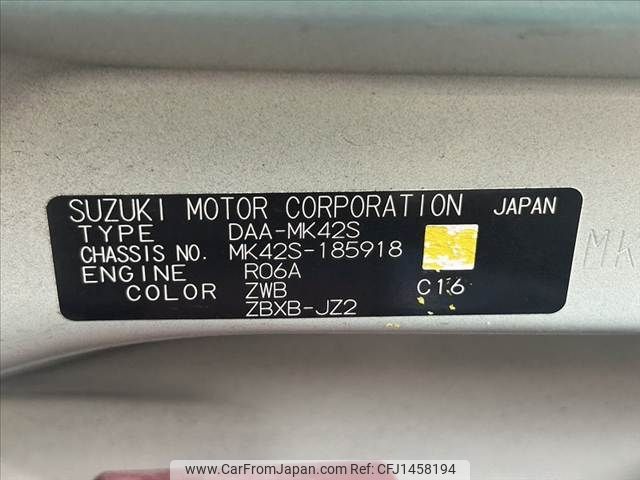 SUZUKI MOTOR CORPORATION JAPAN
TYPE DAA-MK42S
CHASSIS NO. MK42S-185918
ENGINE R06A
COLOR ZWB C16
ZBXB-JZ2
MK
www.CarFromJapan.com REF:CFJ1458194